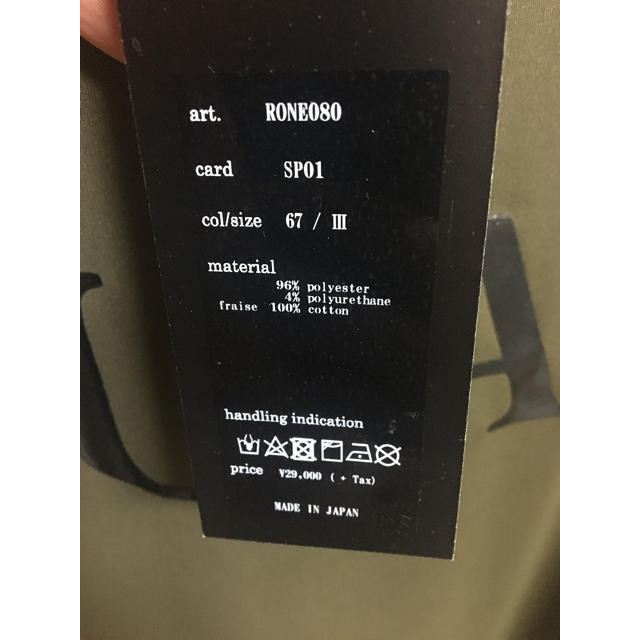 art. RONE080
card SP01
col/size 67 / Ⅲ
material
96% polyester
4% polyurethane
fraise 100% cotton
handling indication
price ¥29,000 ( + Tax)
MADE IN JAPAN
A